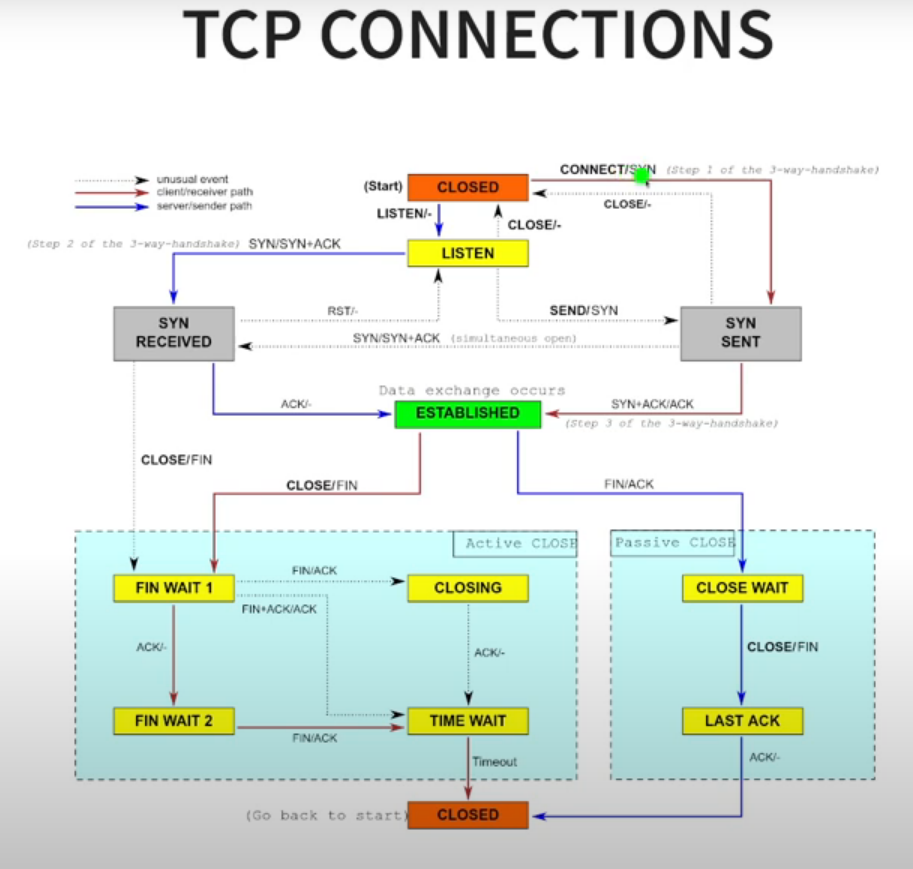 TCP CONNECTIONS
unusual event
client/receiver path
server/sender path
(Start)
CLOSED
CONNECT/SYN (Step 1 of the 3-way-handshake)
CLOSE/-
LISTEN/-
CLOSE/-
(Step 2 of the 3-way-handshake) SYN/SYN+ACK
LISTEN
RST/-
SEND/SYN
SYN
RECEIVED
SYN
SENT
SYN/SYN+ACK (simultaneous open)
Data exchange occurs
ACK/-
ESTABLISHED
SYN+ACK/ACK
(Step 3 of the 3-way-handshake)
CLOSE/FIN
CLOSE/FIN
FIN/ACK
Active CLOSE
Passive CLOSE
FIN WAIT 1
FIN/ACK
CLOSING
CLOSE WAIT
FIN+ACK/ACK
ACK/-
ACK/-
CLOSE/FIN
FIN WAIT 2
TIME WAIT
LAST ACK
FIN/ACK
Timeout
ACK/-
(Go back to start)
CLOSED